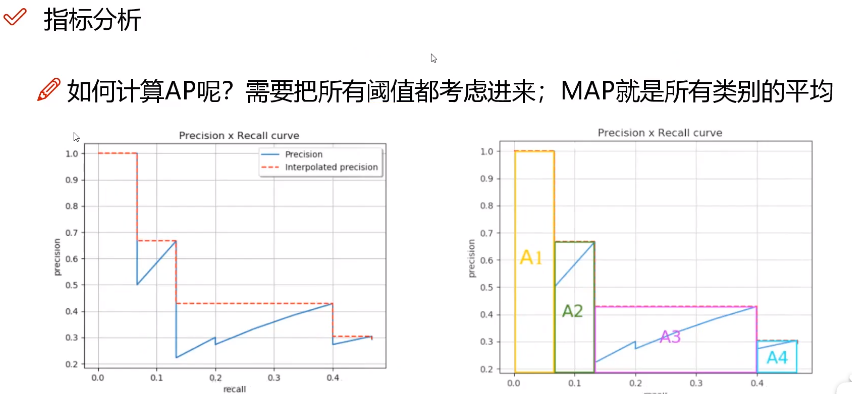 指标分析
如何计算AP呢？需要把所有阈值都考虑进来；MAP就是所有类别的平均
Precision x Recall curve
Precision
Interpolated precision
precision
1.0
0.9
0.8
0.7
0.6
0.5
0.4
0.3
0.2
0.0 0.1 0.2 0.3 0.4
recall
Precision x Recall curve
precision
1.0
0.9
0.8
0.7
0.6
0.5
0.4
0.3
0.2
A1
A2
A3
A4
0.0 0.1 0.2 0.3 0.4